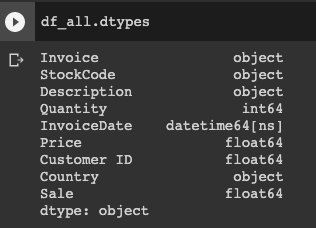 df_all.dtypes
Invoice object
StockCode object
Description object
Quantity int64
InvoiceDate datetime64[ns]
Price float64
Customer ID float64
Country object
Sale float64
dtype: object